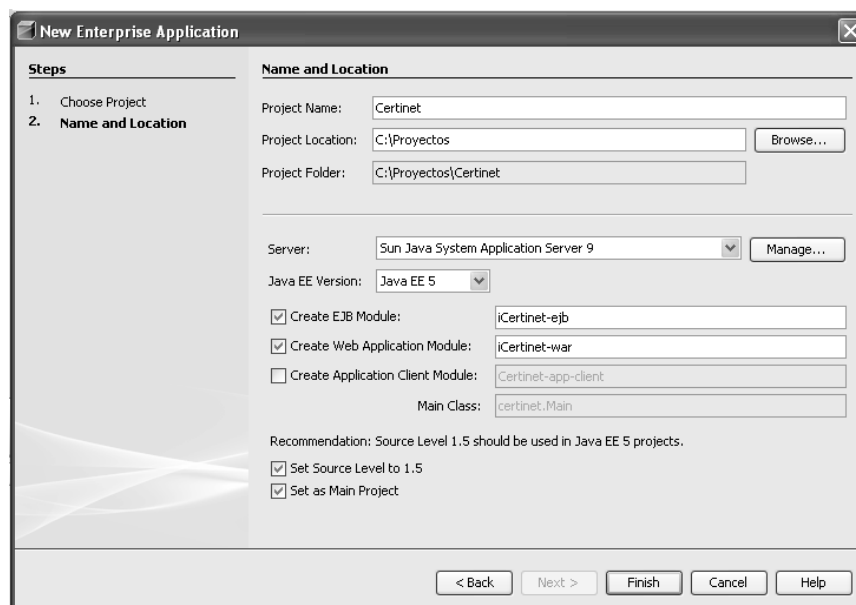 New Enterprise Application
Steps
1. Choose Project
2. Name and Location
Name and Location
Project Name: Certinet
Project Location: C:\Proyectos Browse...
Project Folder: C:\Proyectos\Certinet
Server: Sun Java System Application Server 9 Manage...
Java EE Version: Java EE 5
Create EJB Module: iCertinet-ejb
Create Web Application Module: iCertinet-war
Create Application Client Module: Certinet-app-client
Main Class: certinet.Main
Recommendation: Source Level 1.5 should be used in Java EE 5 projects.
Set Source Level to 1.5
Set as Main Project
< Back Next > Finish Cancel Help